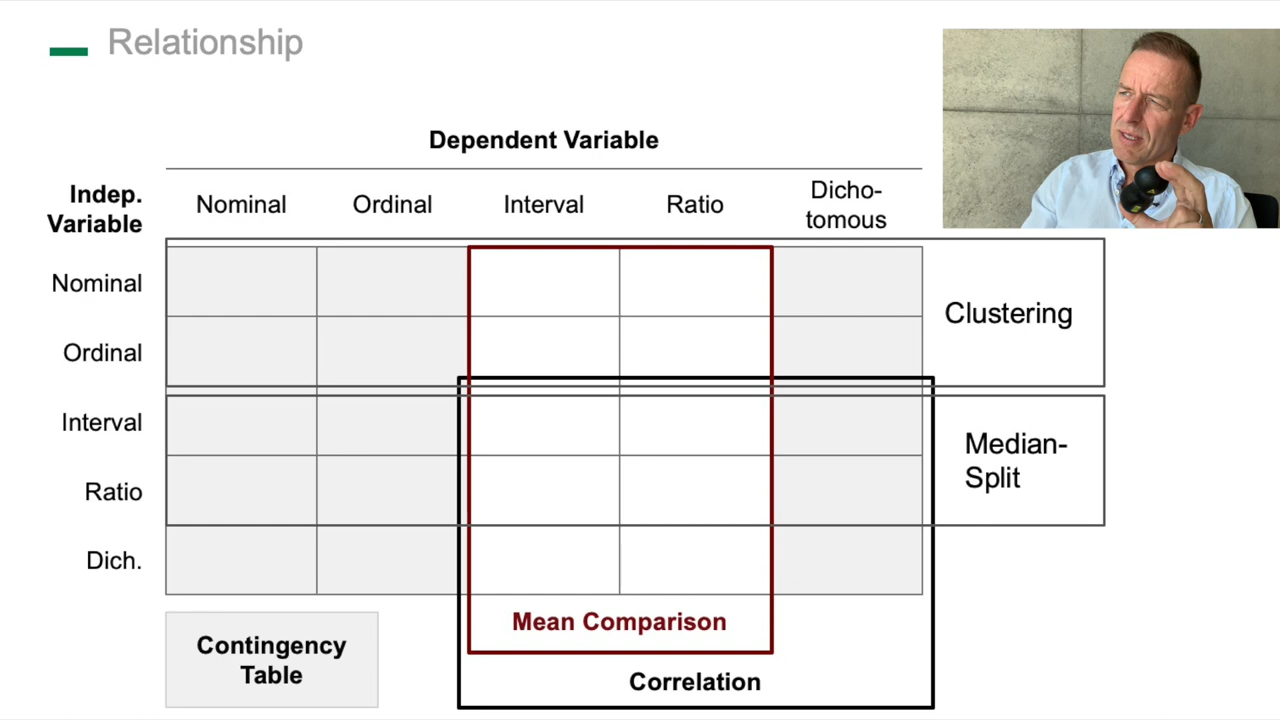 Relationship
Dependent Variable
Indep.
Variable
Nominal
Ordinal
Interval
Ratio
Dicho-
tomous
Nominal
Ordinal
Interval
Ratio
Dich.
Clustering
Median-
Split
Mean Comparison
Contingency
Table
Correlation